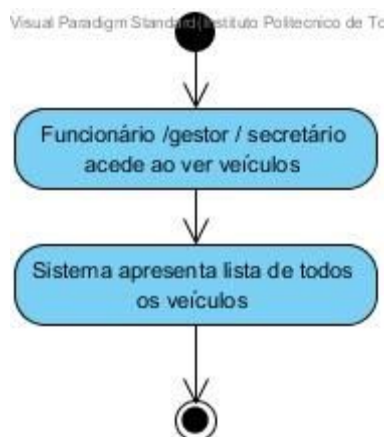 Visual Paradigm Standard(Instituto Politecnico de To
Funcionário /gestor / secretário
acede ao ver veículos
Sistema apresenta lista de todos
os veículos